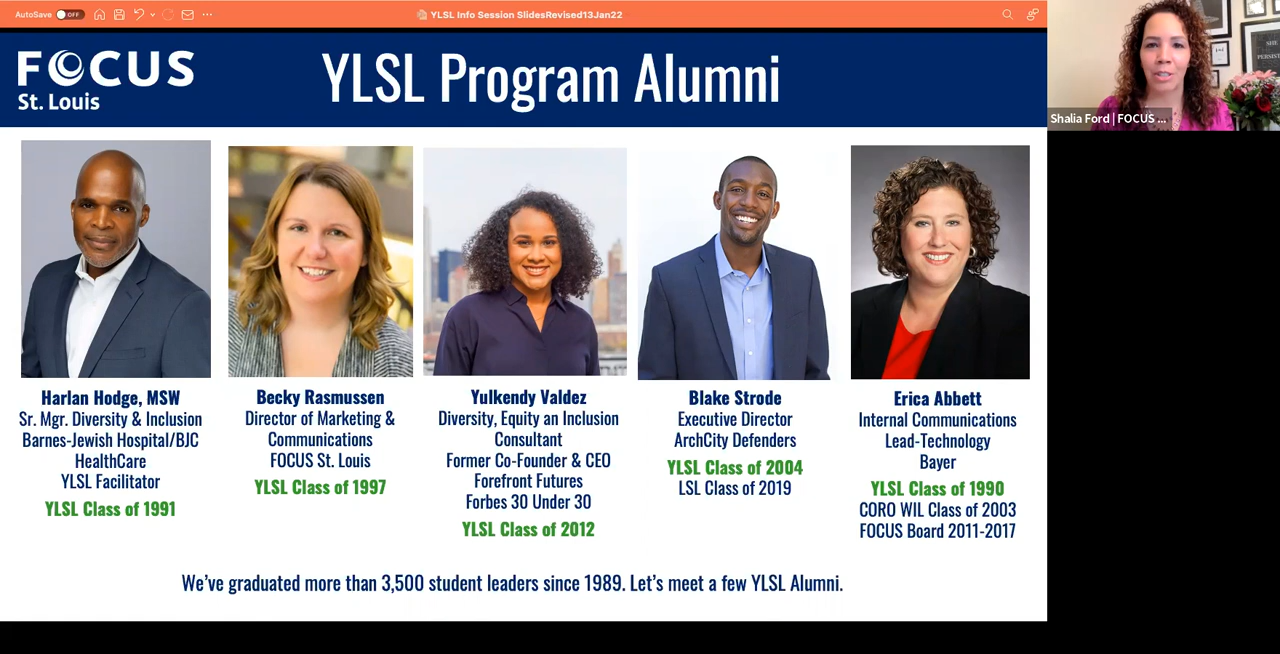 AutoSave OFF
YLSL Info Session SlidesRevised13Jan22
FOCUS
St. Louis
YLSL Program Alumni
SHE
PERSIST
Shalia Ford | FOCUS ...
Harlan Hodge, MSW
Sr. Mgr. Diversity & Inclusion
Barnes-Jewish Hospital/BJC
HealthCare
YLSL Facilitator
YLSL Class of 1991
Becky Rasmussen
Director of Marketing &
Communications
FOCUS St. Louis
YLSL Class of 1997
Yulkendy Valdez
Diversity, Equity an Inclusion
Consultant
Former Co-Founder & CEO
Forefront Futures
Forbes 30 Under 30
YLSL Class of 2012
Blake Strode
Executive Director
ArchCity Defenders
YLSL Class of 2004
LSL Class of 2019
Erica Abbett
Internal Communications
Lead-Technology
Bayer
YLSL Class of 1990
CORO WIL Class of 2003
FOCUS Board 2011-2017
We've graduated more than 3,500 student leaders since 1989. Let's meet a few YLSL Alumni.